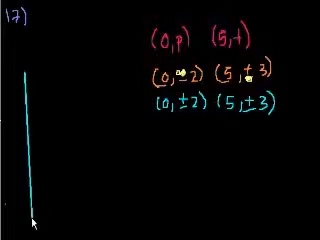 17)
(0,p) (5,t)
(0,±2) (5,±3)
(0,±2) (5,±3)